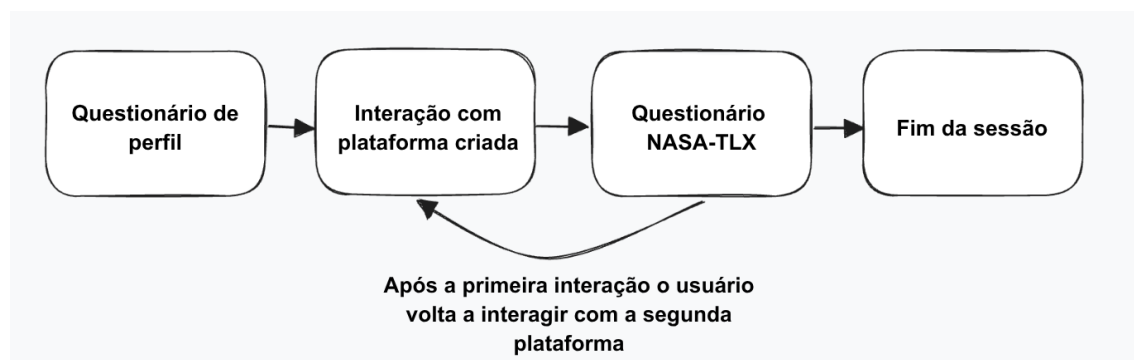 Questionário de
perfil
Interação com
plataforma criada
Questionário
NASA-TLX
Fim da sessão
Após a primeira interação o usuário
volta a interagir com a segunda
plataforma